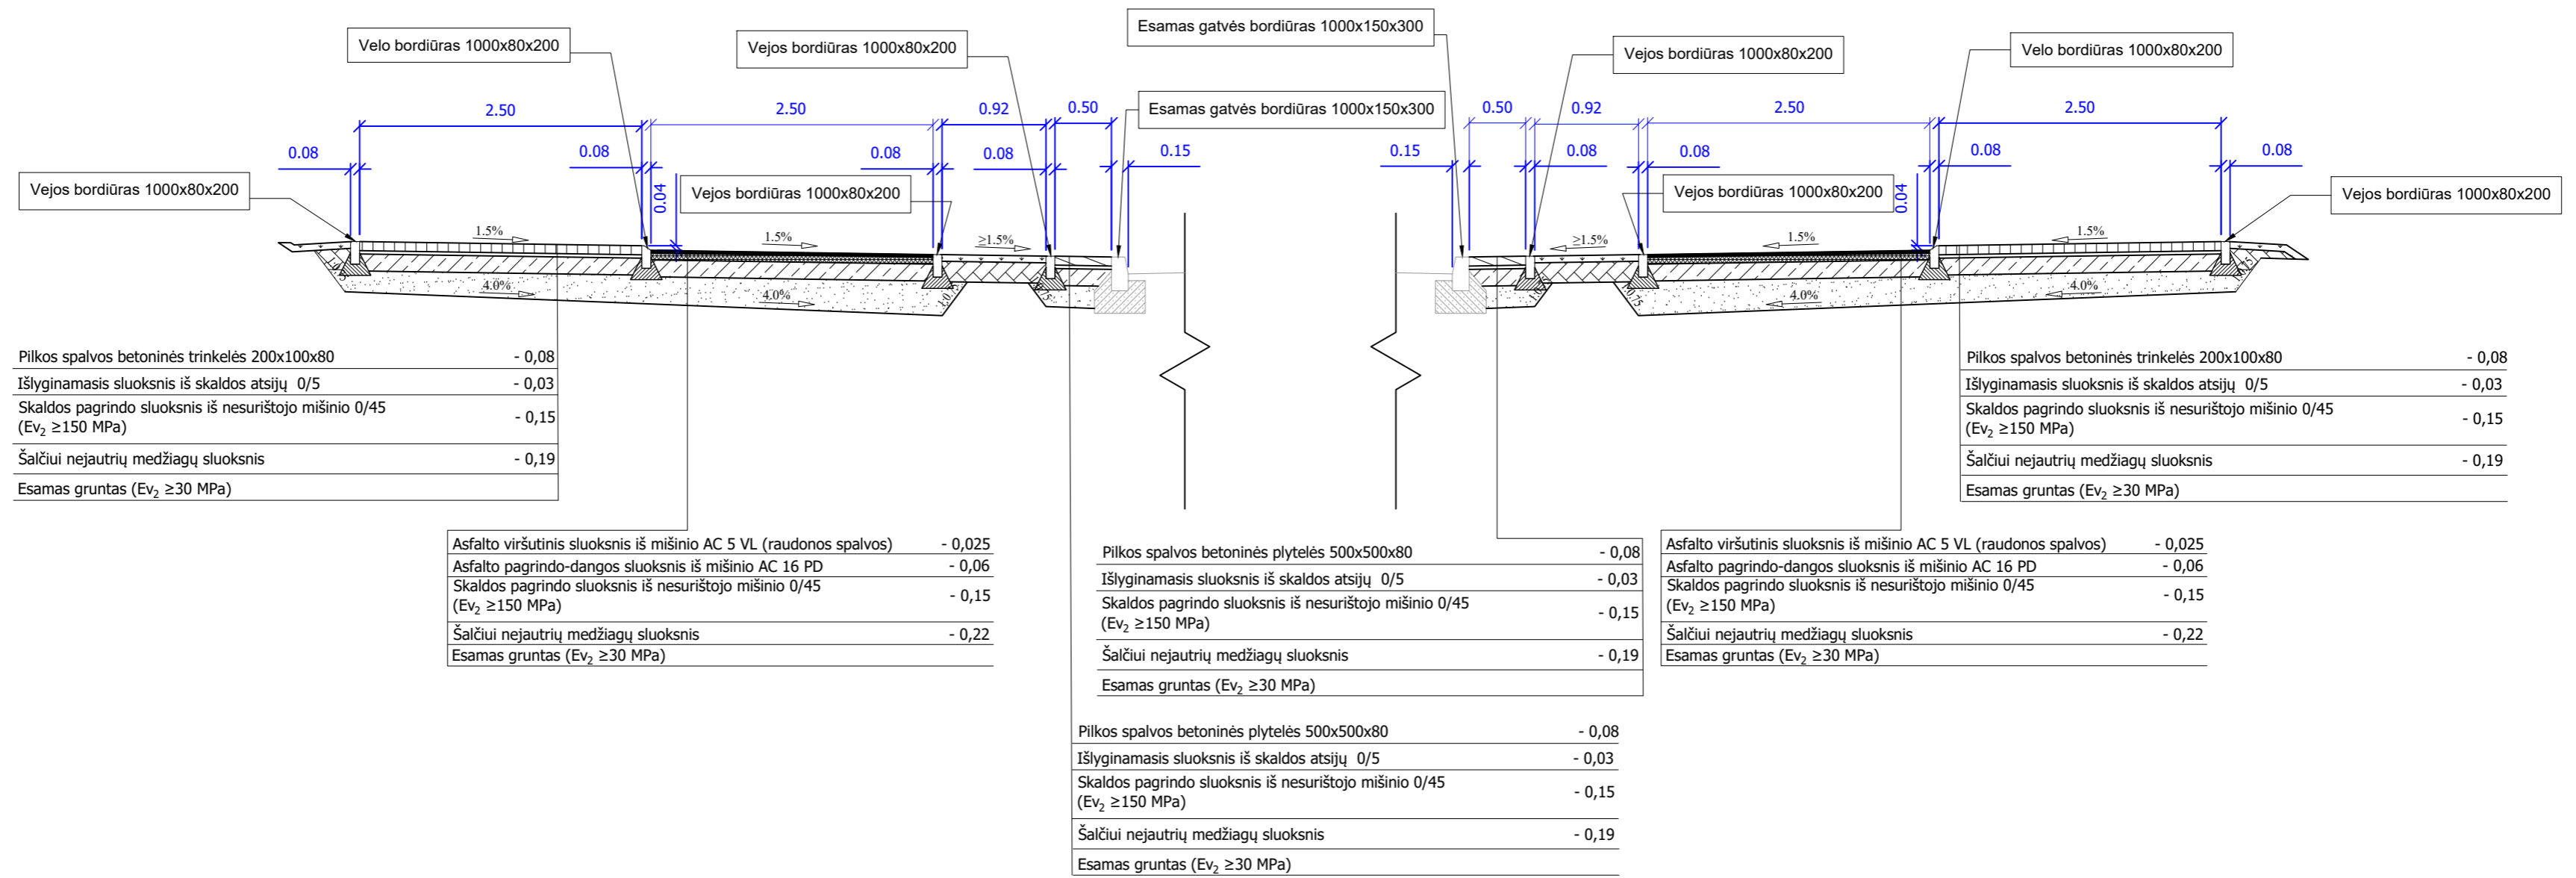 Esamas gatvės bordiūras 1000x150x300
Velo bordiūras 1000x80x200
Vejos bordiūras 1000x80x200
Vejos bordiūras 1000x80x200
Velo bordiūras 1000x80x200
2.50
2.50
0.92
0.50
Esamas gatvės bordiūras 1000x150x300
0.50
0.92
2.50
2.50
0.08
0.08
0.08
0.08
0.15
0.15
0.08
0.08
0.08
0.08
Vejos bordiūras 1000x80x200
0.04
Vejos bordiūras 1000x80x200
Vejos bordiūras 1000x80x200
0.04
Vejos bordiūras 1000x80x200
1.5%
1.5%
≥1.5%
≥1.5%
1.5%
1.5%
4.0%
4.0%
4.0%
4.0%
Pilkos spalvos betoninės trinkelės 200x100x80 - 0,08
Išlyginamasis sluoksnis iš skaldos atsijų 0/5 - 0,03
Skaldos pagrindo sluoksnis iš nesurištojo mišinio 0/45
(Ev₂ ≥150 MPa) - 0,15
Šalčiui nejautrių medžiagų sluoksnis - 0,19
Esamas gruntas (Ev₂ ≥30 MPa)
Pilkos spalvos betoninės trinkelės 200x100x80 - 0,08
Išlyginamasis sluoksnis iš skaldos atsijų 0/5 - 0,03
Skaldos pagrindo sluoksnis iš nesurištojo mišinio 0/45
(Ev₂ ≥150 MPa) - 0,15
Šalčiui nejautrių medžiagų sluoksnis - 0,19
Esamas gruntas (Ev₂ ≥30 MPa)
Asfalto viršutinis sluoksnis iš mišinio AC 5 VL (raudonos spalvos) - 0,025
Asfalto pagrindo-dangos sluoksnis iš mišinio AC 16 PD - 0,06
Skaldos pagrindo sluoksnis iš nesurištojo mišinio 0/45
(Ev₂ ≥150 MPa) - 0,15
Šalčiui nejautrių medžiagų sluoksnis - 0,22
Esamas gruntas (Ev₂ ≥30 MPa)
Pilkos spalvos betoninės plytelės 500x500x80 - 0,08
Išlyginamasis sluoksnis iš skaldos atsijų 0/5 - 0,03
Skaldos pagrindo sluoksnis iš nesurištojo mišinio 0/45
(Ev₂ ≥150 MPa) - 0,15
Šalčiui nejautrių medžiagų sluoksnis - 0,19
Esamas gruntas (Ev₂ ≥30 MPa)
Asfalto viršutinis sluoksnis iš mišinio AC 5 VL (raudonos spalvos) - 0,025
Asfalto pagrindo-dangos sluoksnis iš mišinio AC 16 PD - 0,06
Skaldos pagrindo sluoksnis iš nesurištojo mišinio 0/45
(Ev₂ ≥150 MPa) - 0,15
Šalčiui nejautrių medžiagų sluoksnis - 0,22
Esamas gruntas (Ev₂ ≥30 MPa)
Pilkos spalvos betoninės plytelės 500x500x80 - 0,08
Išlyginamasis sluoksnis iš skaldos atsijų 0/5 - 0,03
Skaldos pagrindo sluoksnis iš nesurištojo mišinio 0/45
(Ev₂ ≥150 MPa) - 0,15
Šalčiui nejautrių medžiagų sluoksnis - 0,19
Esamas gruntas (Ev₂ ≥30 MPa)